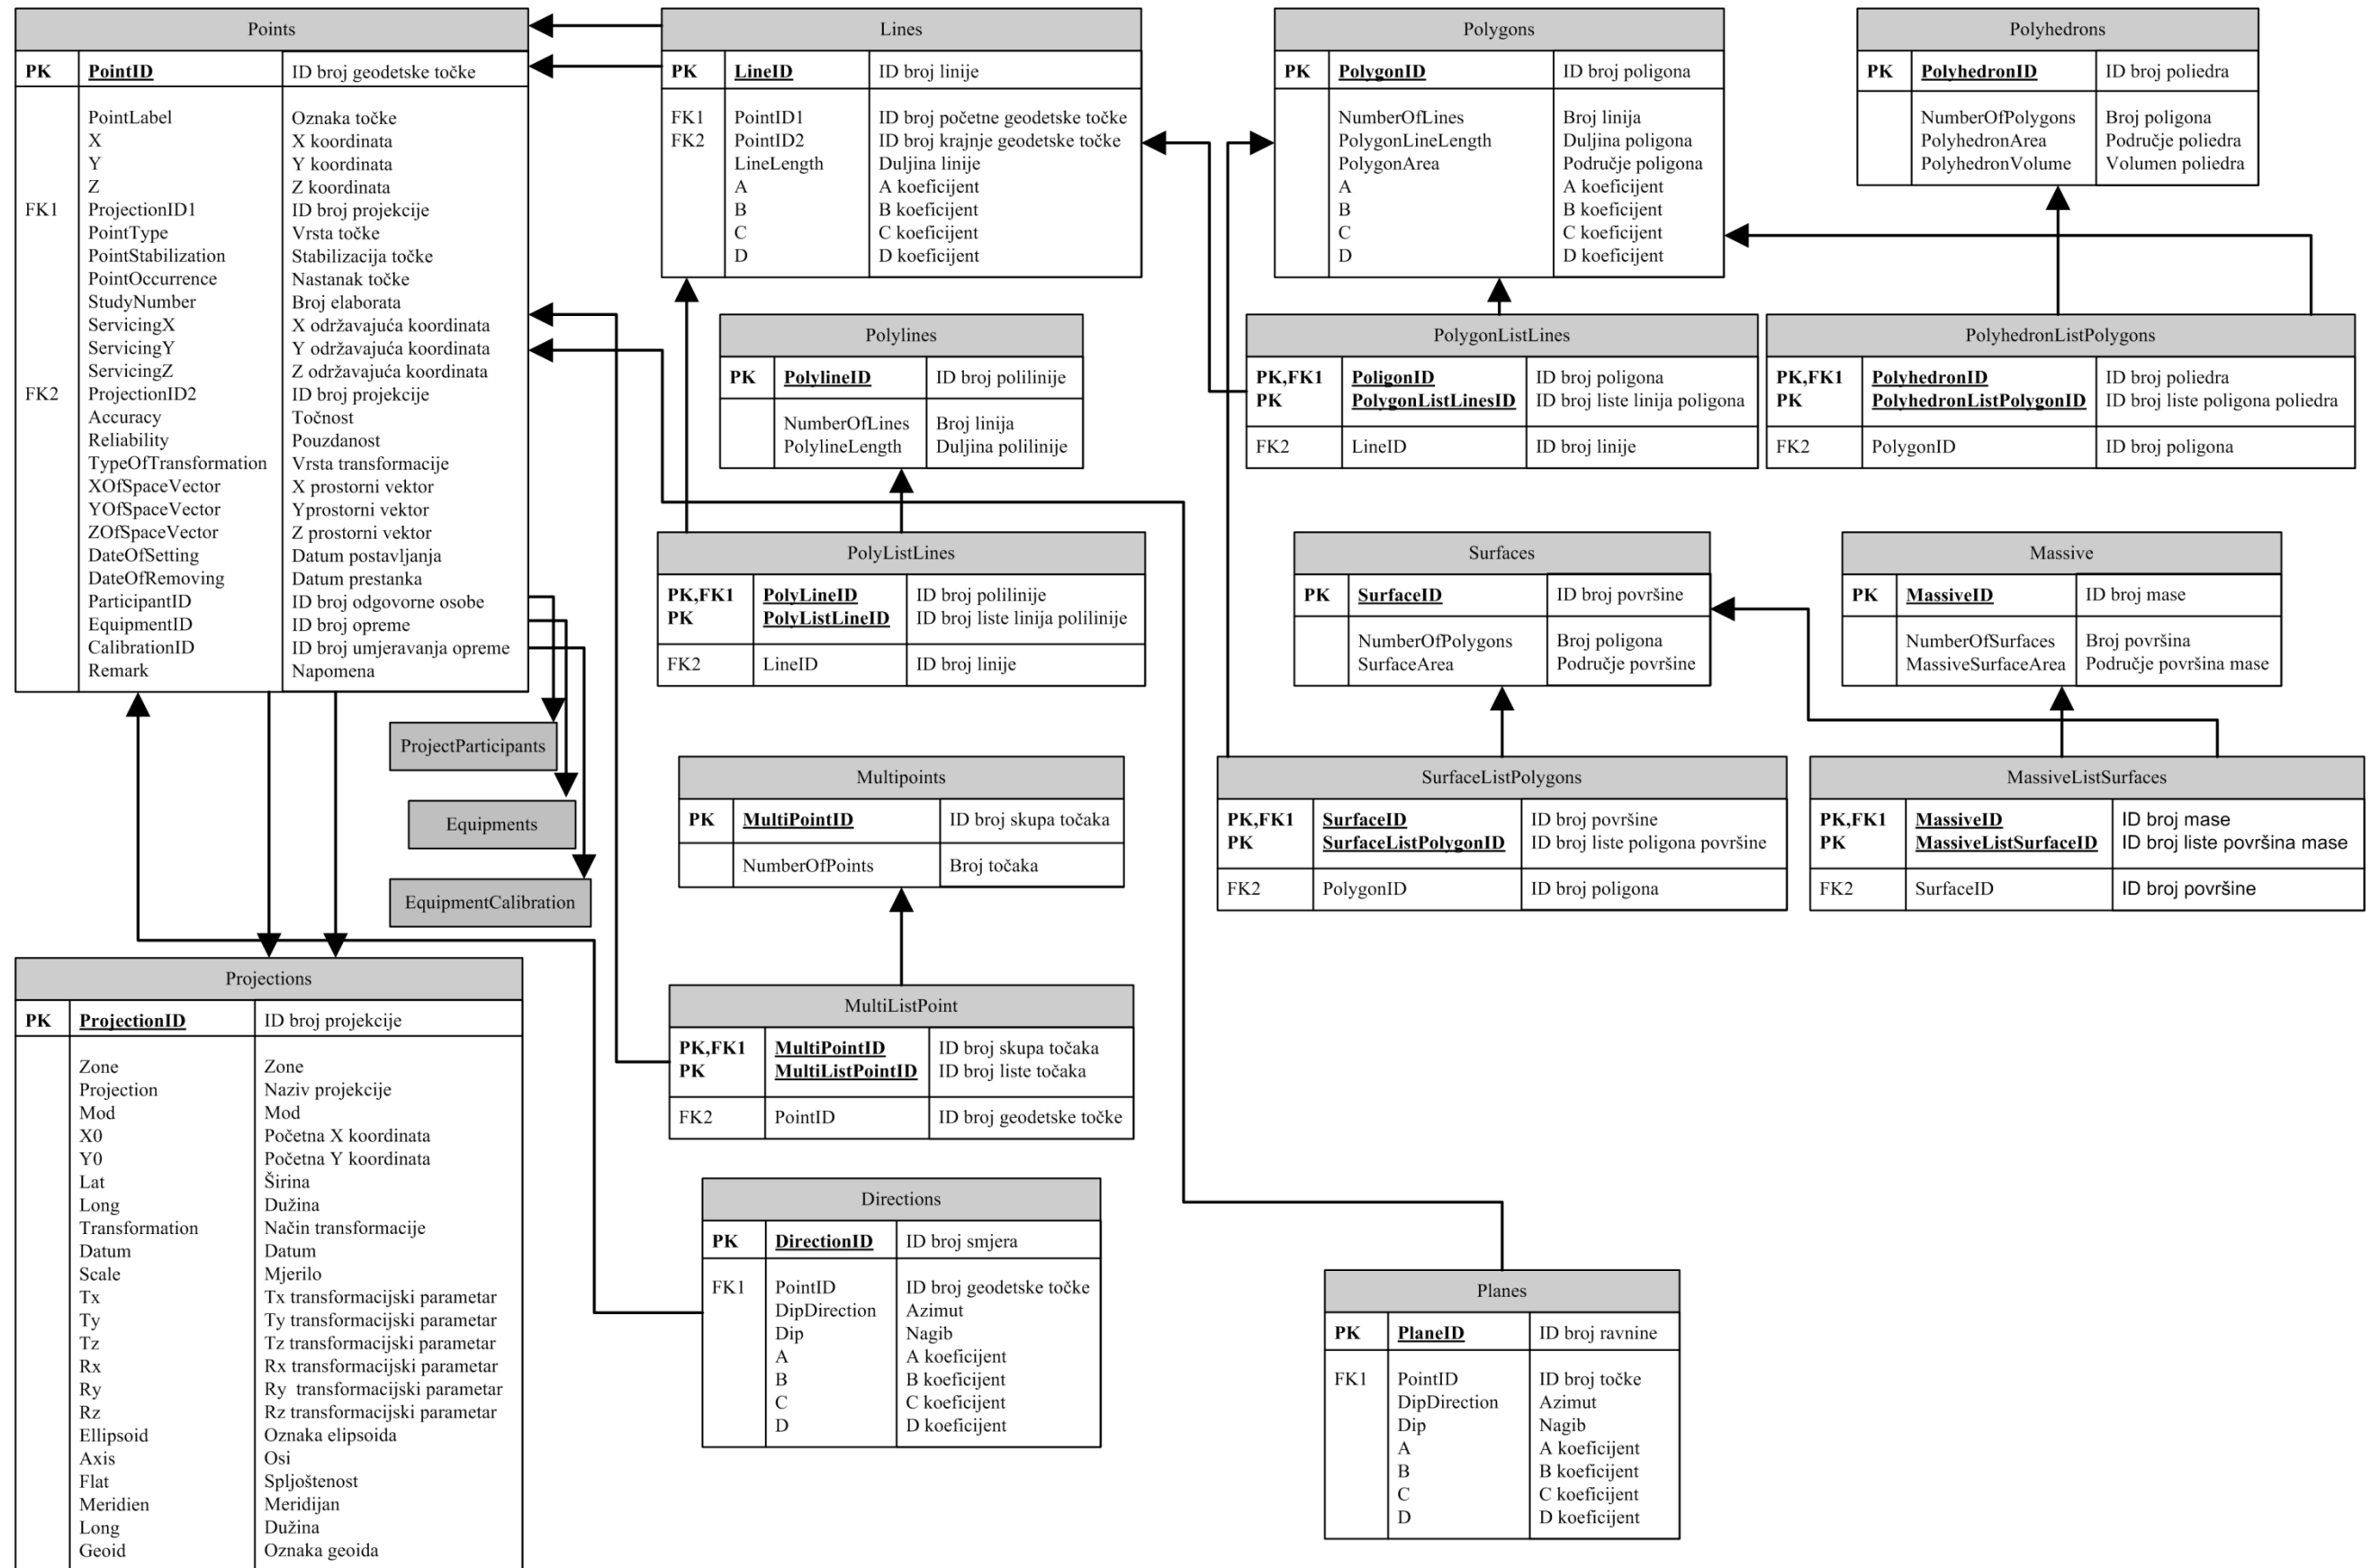 Points
PK PointID ID broj geodetske točke
PointLabel Oznaka točke
X X koordinata
Y Y koordinata
Z Z koordinata
FK1 ProjectionID1 ID broj projekcije
PointType Vrsta točke
PointStabilization Stabilizacija točke
PointOccurrence Nastanak točke
StudyNumber Broj elaborata
ServicingX X održavajuća koordinata
ServicingY Y održavajuća koordinata
ServicingZ Z održavajuća koordinata
FK2 ProjectionID2 ID broj projekcije
Accuracy Točnost
Reliability Pouzdanost
TypeOfTransformation Vrsta transformacije
XOfSpaceVector X prostorni vektor
YOfSpaceVector Yprostorni vektor
ZOfSpaceVector Z prostorni vektor
DateOfSetting Datum postavljanja
DateOfRemoving Datum prestanka
ParticipantID ID broj odgovorne osobe
EquipmentID ID broj opreme
CalibrationID ID broj umjeravanja opreme
Remark Napomena
Lines
PK LineID ID broj linije
FK1 PointID1 ID broj početne geodetske točke
FK2 PointID2 ID broj krajnje geodetske točke
LineLength Duljina linije
A A koeficijent
B B koeficijent
C C koeficijent
D D koeficijent
Polygons
PK PolygonID ID broj poligona
NumberOfLines Broj linija
PolygonLineLength Duljina poligona
PolygonArea Područje poligona
A A koeficijent
B B koeficijent
C C koeficijent
D D koeficijent
Polyhedrons
PK PolyhedronID ID broj poliedra
NumberOfPolygons Broj poligona
PolyhedronArea Područje poliedra
PolyhedronVolume Volumen poliedra
Polylines
PK PolylineID ID broj polilinije
NumberOfLines Broj linija
PolylineLength Duljina polilinije
PolygonListLines
PK,FK1 PoligonID ID broj poligona
PK PolygonListLinesID ID broj liste linija poligona
FK2 LineID ID broj linije
PolyhedronListPolygons
PK,FK1 PolyhedronID ID broj poliedra
PK PolyhedronListPolygonID ID broj liste poligona poliedra
FK2 PolygonID ID broj poligona
PolyListLines
PK,FK1 PolyLineID ID broj polilinije
PK PolyListLineID ID broj liste linija polilinije
FK2 LineID ID broj linije
Surfaces
PK SurfaceID ID broj površine
NumberOfPolygons Broj poligona
SurfaceArea Područje površine
Massive
PK MassiveID ID broj mase
NumberOfSurfaces Broj površina
MassiveSurfaceArea Područje površina mase
ProjectParticipants
Equipments
EquipmentCalibration
Multipoints
PK MultiPointID ID broj skupa točaka
NumberOfPoints Broj točaka
SurfaceListPolygons
PK,FK1 SurfaceID ID broj površine
PK SurfaceListPolygonID ID broj liste poligona površine
FK2 PolygonID ID broj poligona
MassiveListSurfaces
PK,FK1 MassiveID ID broj mase
PK MassiveListSurfaceID ID broj liste površina mase
FK2 SurfaceID ID broj površine
Projections
PK ProjectionID ID broj projekcije
Zone Zone
Projection Naziv projekcije
Mod Mod
X0 Početna X koordinata
Y0 Početna Y koordinata
Lat Širina
Long Dužina
Transformation Način transformacije
Datum Datum
Scale Mjerilo
Tx Tx transformacijski parametar
Ty Ty transformacijski parametar
Tz Tz transformacijski parametar
Rx Rx transformacijski parametar
Ry Ry transformacijski parametar
Rz Rz transformacijski parametar
Ellipsoid Oznaka elipsoida
Axis Osi
Flat Spljoštenost
Meridien Meridijan
Long Dužina
Geoid Oznaka geoida
MultiListPoint
PK,FK1 MultiPointID ID broj skupa točaka
PK MultiListPointID ID broj liste točaka
FK2 PointID ID broj geodetske točke
Directions
PK DirectionID ID broj smjera
FK1 PointID ID broj geodetske točke
DipDirection Azimut
Dip Nagib
A A koeficijent
B B koeficijent
C C koeficijent
D D koeficijent
Planes
PK PlaneID ID broj ravnine
FK1 PointID ID broj točke
DipDirection Azimut
Dip Nagib
A A koeficijent
B B koeficijent
C C koeficijent
D D koeficijent